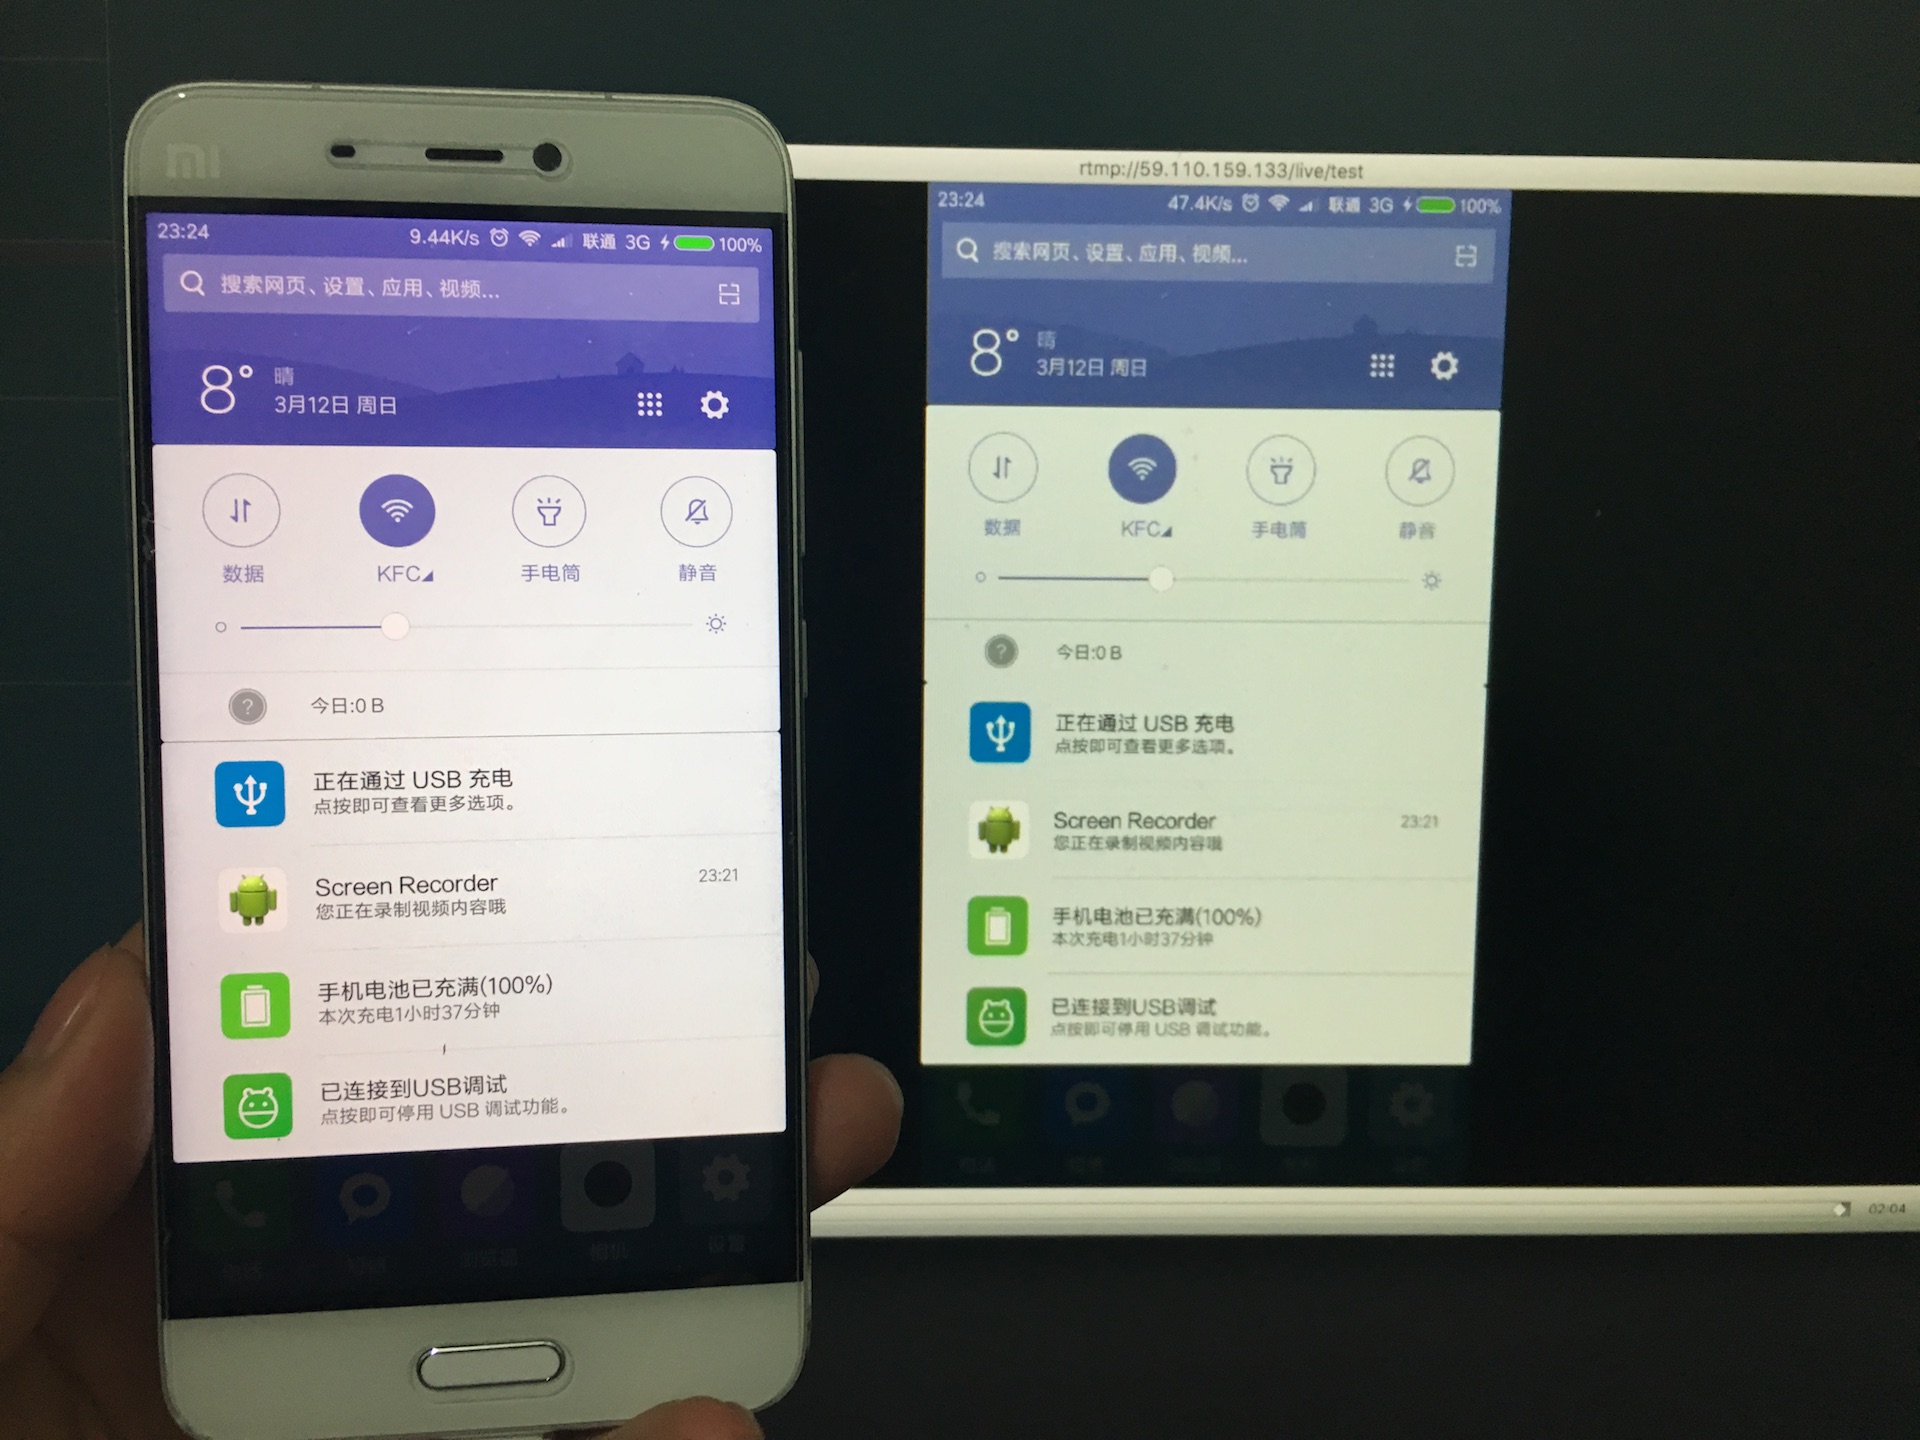 mi
23:24 9.44K/s 联通 3G 100%
搜索网页、设置、应用、视频...
8° 晴
3月12日 周日
数据 KFC 手电筒 静音
今日:0 B
正在通过 USB 充电
点按即可查看更多选项。
Screen Recorder 23:21
您正在录制视频内容哦
手机电池已充满(100%)
本次充电1小时37分钟
已连接到USB调试
点按即可停用 USB 调试功能。
rtmp://59.110.159.133/live/test
23:24 47.4K/s 联通 3G 100%
搜索网页、设置、应用、视频...
8° 晴
3月12日 周日
数据 KFC 手电筒 静音
今日:0 B
正在通过 USB 充电
点按即可查看更多选项。
Screen Recorder 23:21
您正在录制视频内容哦
手机电池已充满(100%)
本次充电1小时37分钟
已连接到USB调试
点按即可停用 USB 调试功能。
02:04